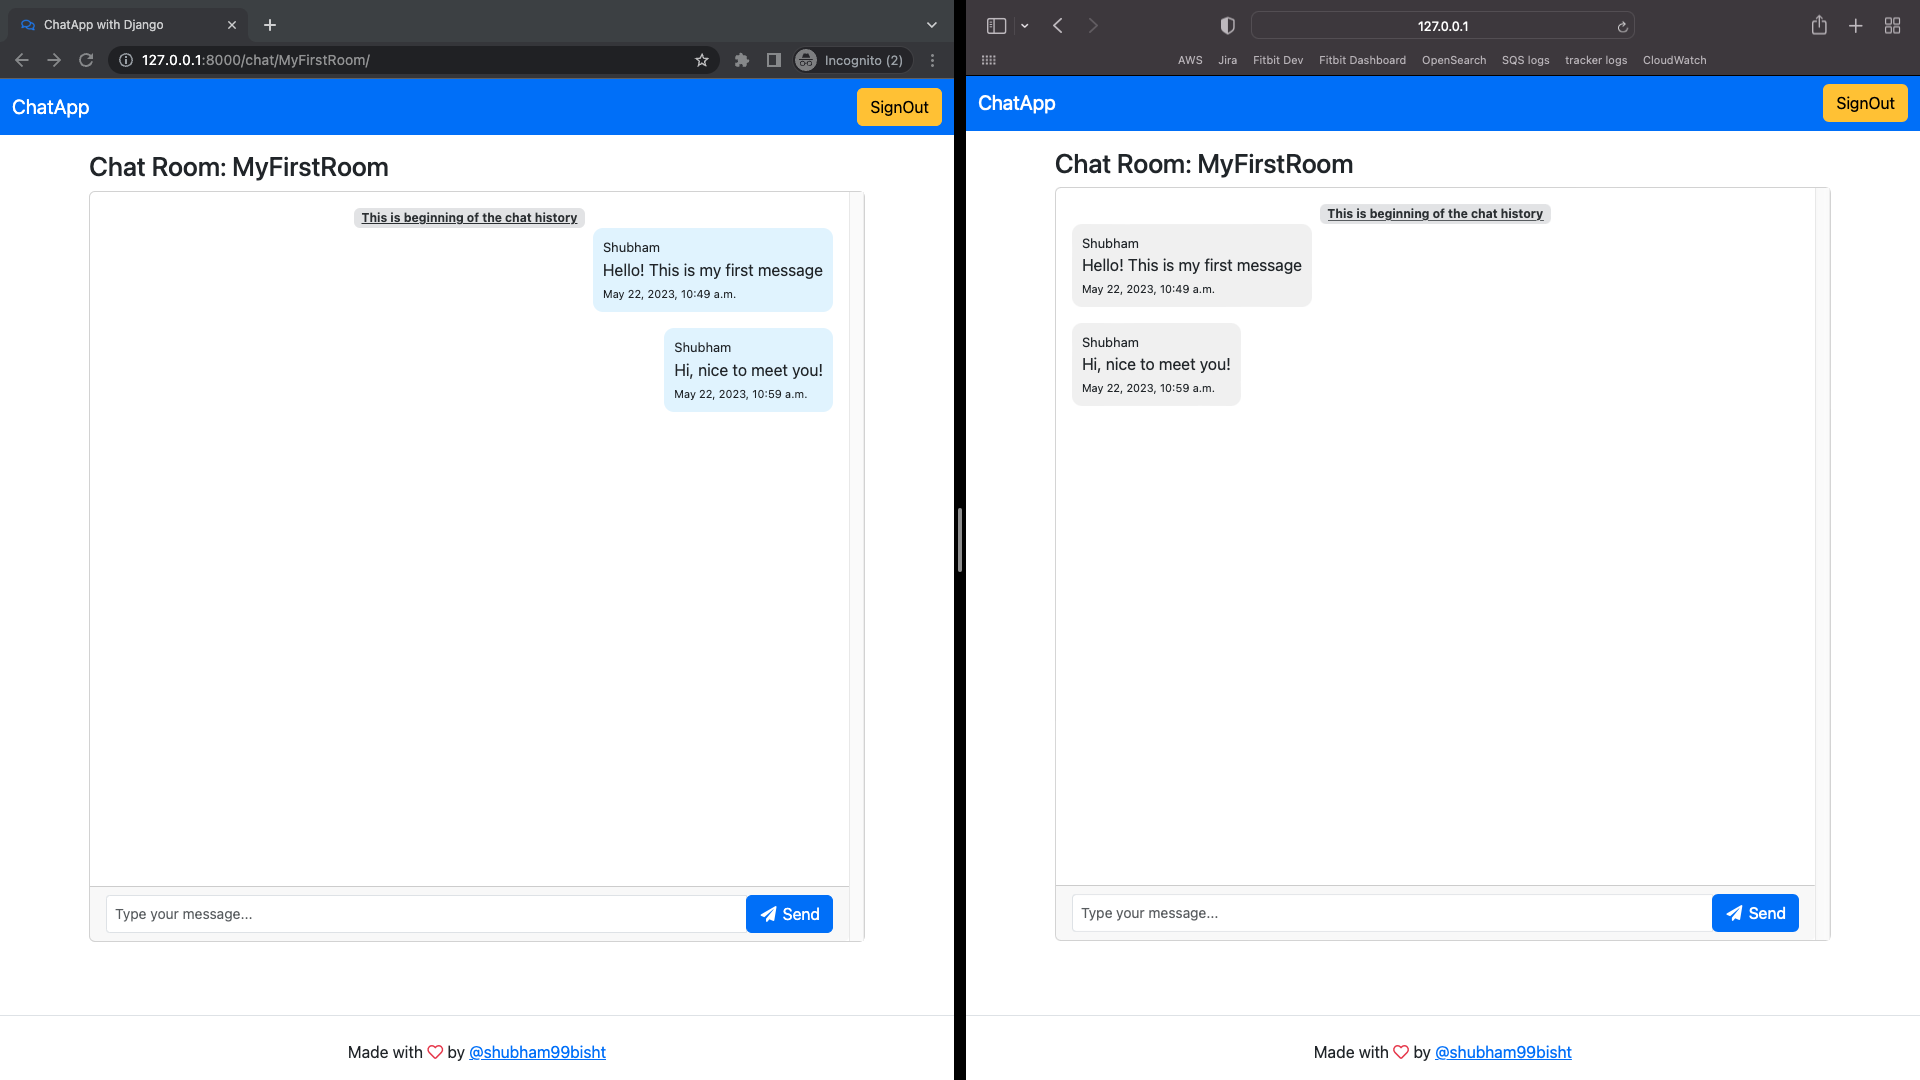 ChatApp with Django
127.0.0.1:8000/chat/MyFirstRoom/
Incognito (2)
ChatApp
SignOut
Chat Room: MyFirstRoom
This is beginning of the chat history
Shubham
Hello! This is my first message
May 22, 2023, 10:49 a.m.
Shubham
Hi, nice to meet you!
May 22, 2023, 10:59 a.m.
Type your message...
Send
Made with by @shubham99bisht
127.0.0.1
AWS Jira Fitbit Dev Fitbit Dashboard OpenSearch SQS logs tracker logs CloudWatch
ChatApp
SignOut
Chat Room: MyFirstRoom
This is beginning of the chat history
Shubham
Hello! This is my first message
May 22, 2023, 10:49 a.m.
Shubham
Hi, nice to meet you!
May 22, 2023, 10:59 a.m.
Type your message...
Send
Made with by @shubham99bisht